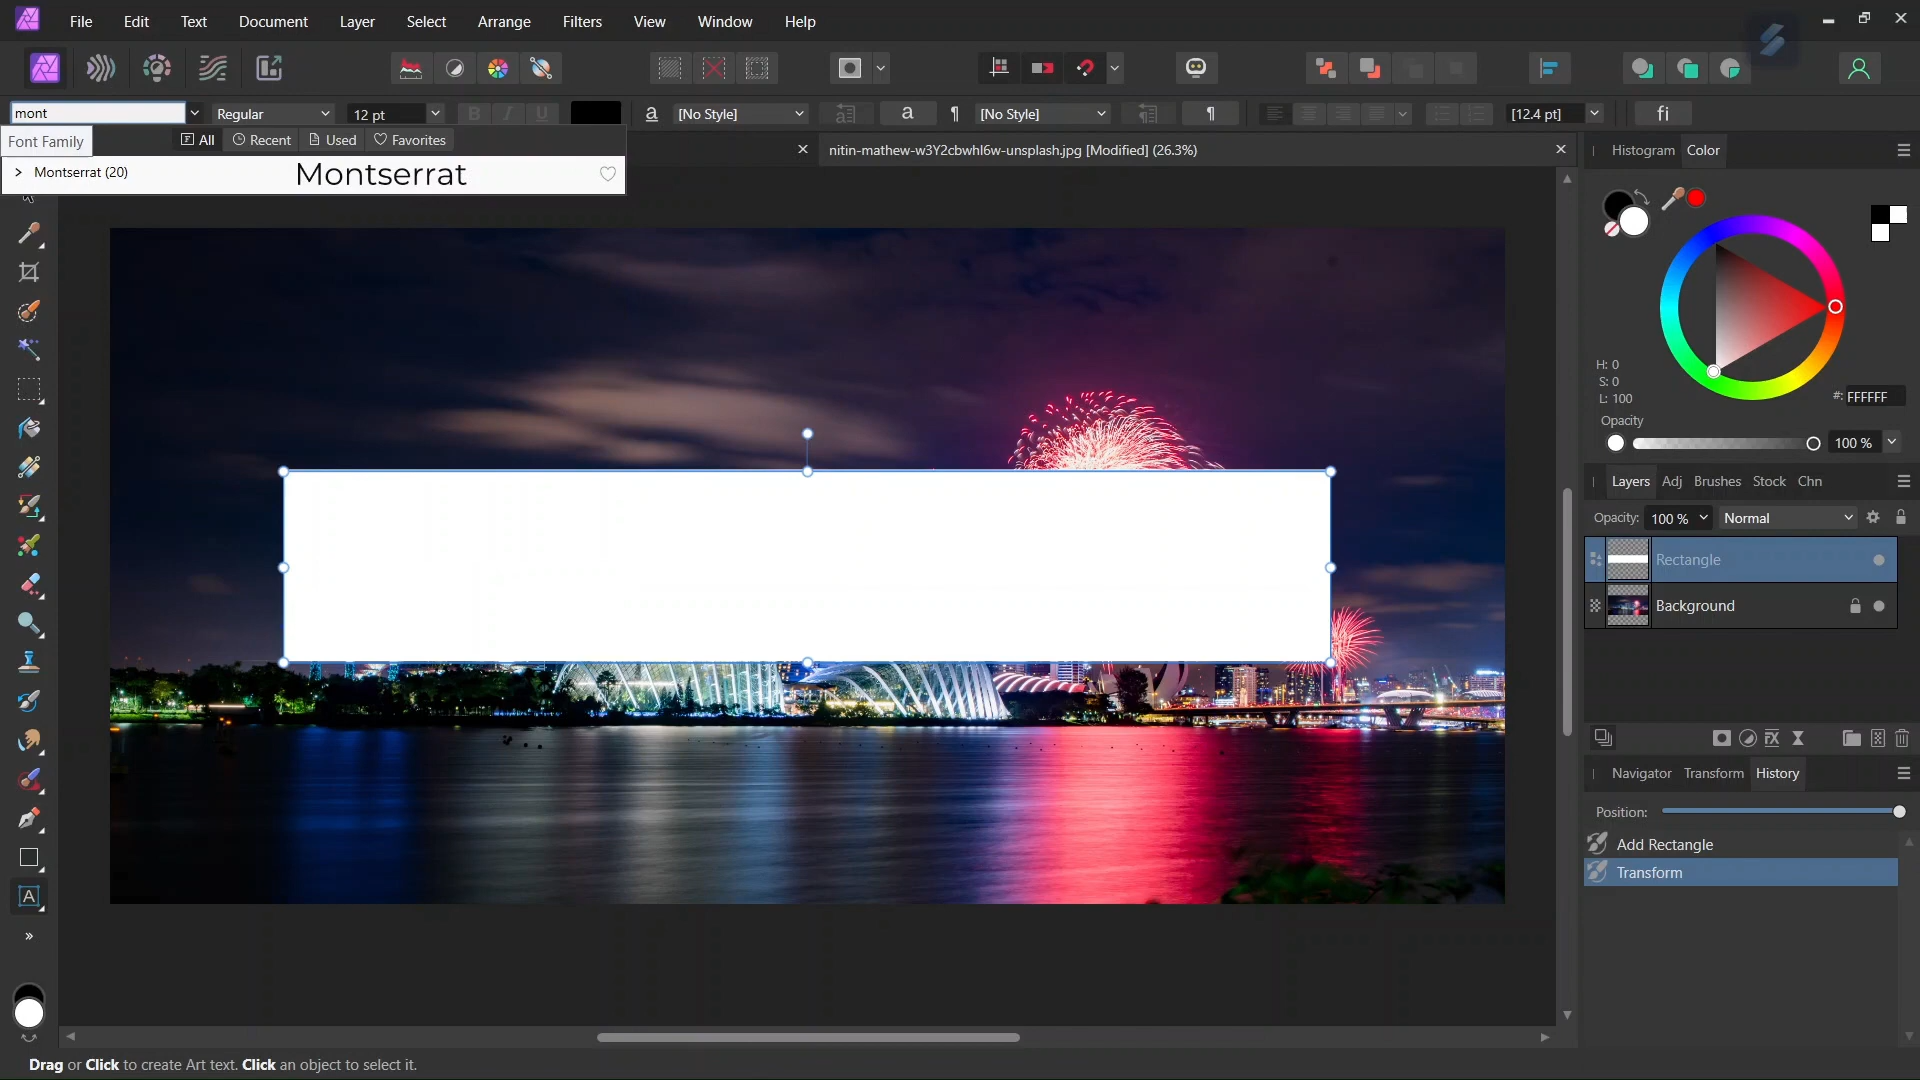 File Edit Text Document Layer Select Arrange Filters View Window Help
mont Regular 12 pt B I U a [No Style] a ¶ [No Style] ¶ [12.4 pt] fi
Font Family All Recent Used Favorites
nitin-mathew-w3Y2cbwhl6w-unsplash.jpg [Modified] (26.3%)
Montserrat (20) Montserrat
Histogram Color
H: 0
S: 0
L: 100
#: FFFFFF
Opacity
100 %
Layers Adj Brushes Stock Chn
Opacity: 100 % Normal
Rectangle
Background
Navigator Transform History
Position:
Add Rectangle
Transform
Drag or Click to create Art text. Click an object to select it.